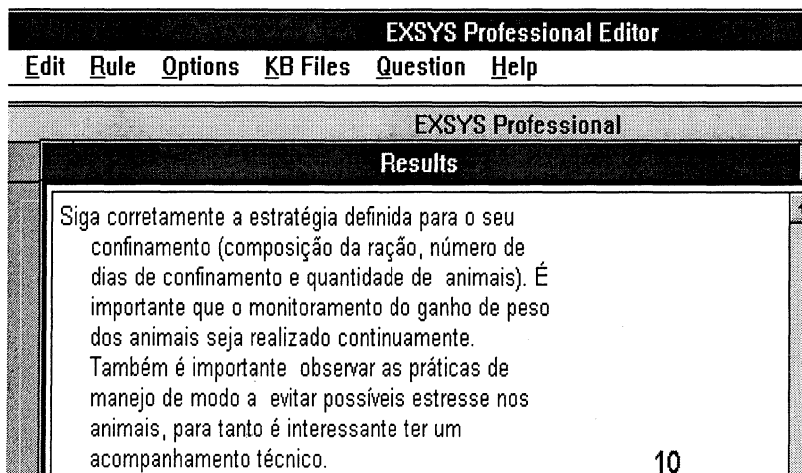 EXSYS Professional Editor
Edit Rule Options KB Files Question Help
EXSYS Professional
Results
Siga corretamente a estratégia definida para o seu
confinamento (composição da ração, número de
dias de confinamento e quantidade de animais). É
importante que o monitoramento do ganho de peso
dos animais seja realizado continuamente.
Também é importante observar as práticas de
manejo de modo a evitar possíveis estresse nos
animais, para tanto é interessante ter um
acompanhamento técnico. 10